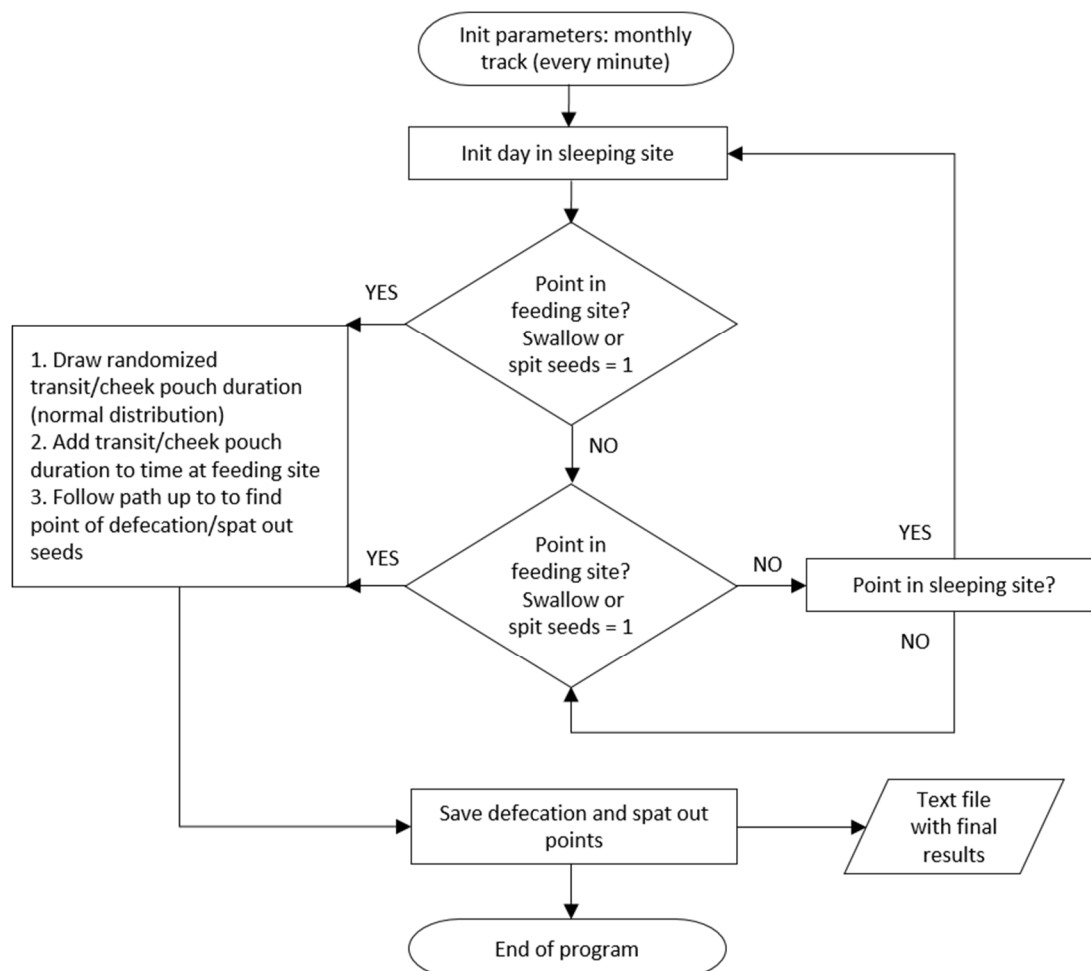 Init parameters: monthly
track (every minute)
Init day in sleeping site
Point in
feeding site?
Swallow or
spit seeds = 1
YES
NO
1. Draw randomized
transit/cheek pouch duration
(normal distribution)
2. Add transit/cheek pouch
duration to time at feeding site
3. Follow path up to to find
point of defecation/spat out
seeds
Point in
feeding site?
Swallow or
spit seeds = 1
YES
NO
YES
Point in sleeping site?
NO
Save defecation and spat out
points
Text file
with final
results
End of program